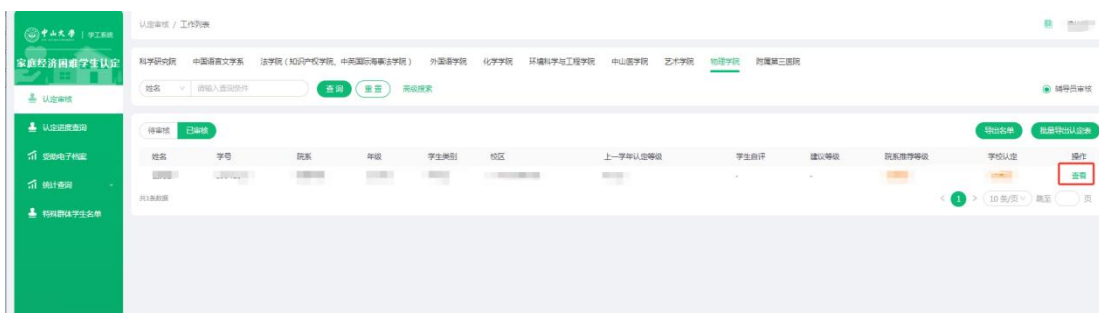 中山大学 | 学工系统
家庭经济困难学生认定
认定审核
认定进度查询
受助电子档案
统计查询
特殊群体学生名单
认定审核 / 工作列表
科学研究院 中国语言文学系 法学院(知识产权学院、中英国际海事法学院) 外国语学院 化学学院 环境科学与工程学院 中山医学院 艺术学院 物理学院 附属第三医院
姓名 请输入查询条件 查询 重置 高级搜索 辅导员审核
待审核 已审核 导出名单 批量导出认定表
姓名 学号 院系 年级 学生类别 校区 上一学年认定等级 学生自评 建议等级 院系推荐等级 学校认定 操作
- - 查看
共1条数据 < 1 > 10 条/页 跳至 页